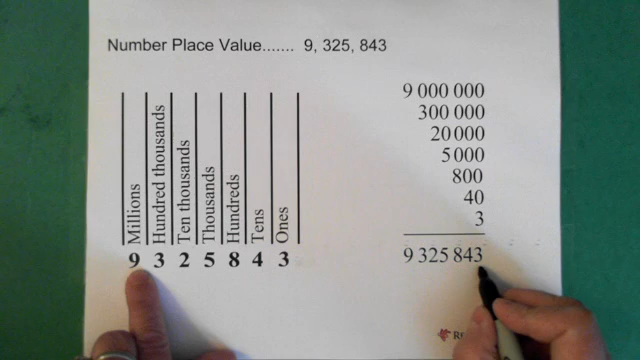 Number Place Value....... 9, 325, 843
Millions
Hundred thousands
Ten thousands
Thousands
Hundreds
Tens
Ones
9 3 2 5 8 4 3
9 000 000
300 000
20 000
5 000
800
40
3
9 325 843